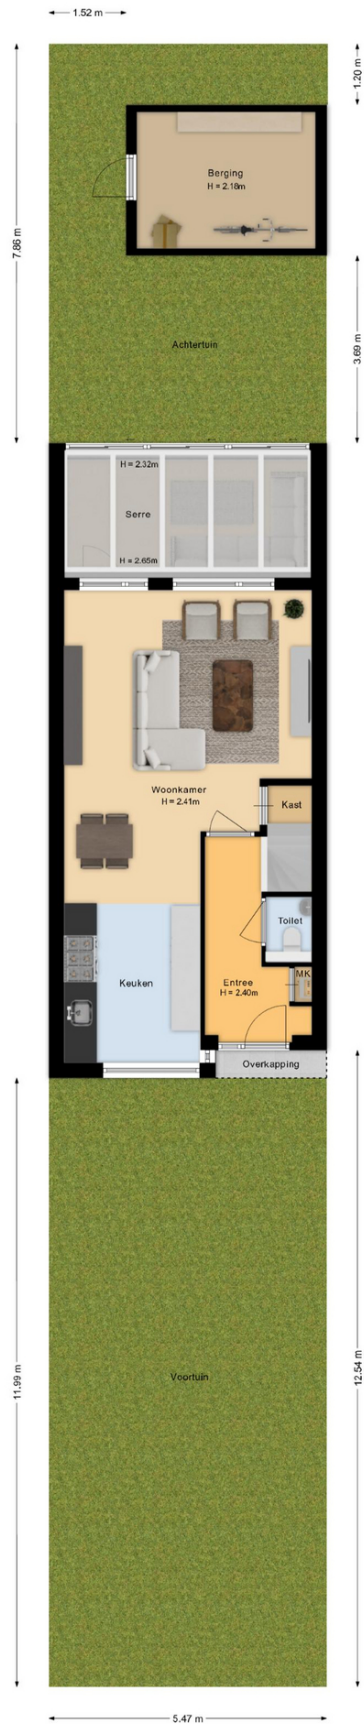 1.52 m
1.20 m
7.86 m
Berging
H = 2.18m
3.69 m
Achtertuin
H = 2.32m
Serre
H = 2.65m
Woonkamer
H = 2.41m
Kast
Toilet
Keuken
Entree
H = 2.40m
MK
Overkapping
11.99 m
12.54 m
Voortuin
5.47 m